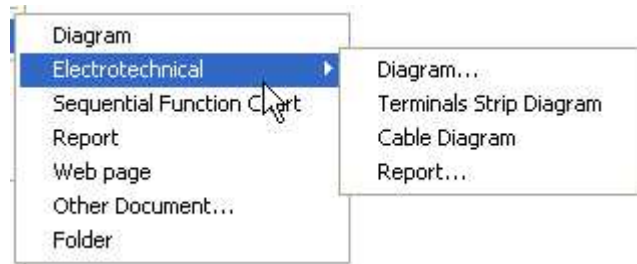 Diagram
Electrotechnical
Sequential Function Chart
Report
Web page
Other Document...
Folder
Diagram...
Terminals Strip Diagram
Cable Diagram
Report...